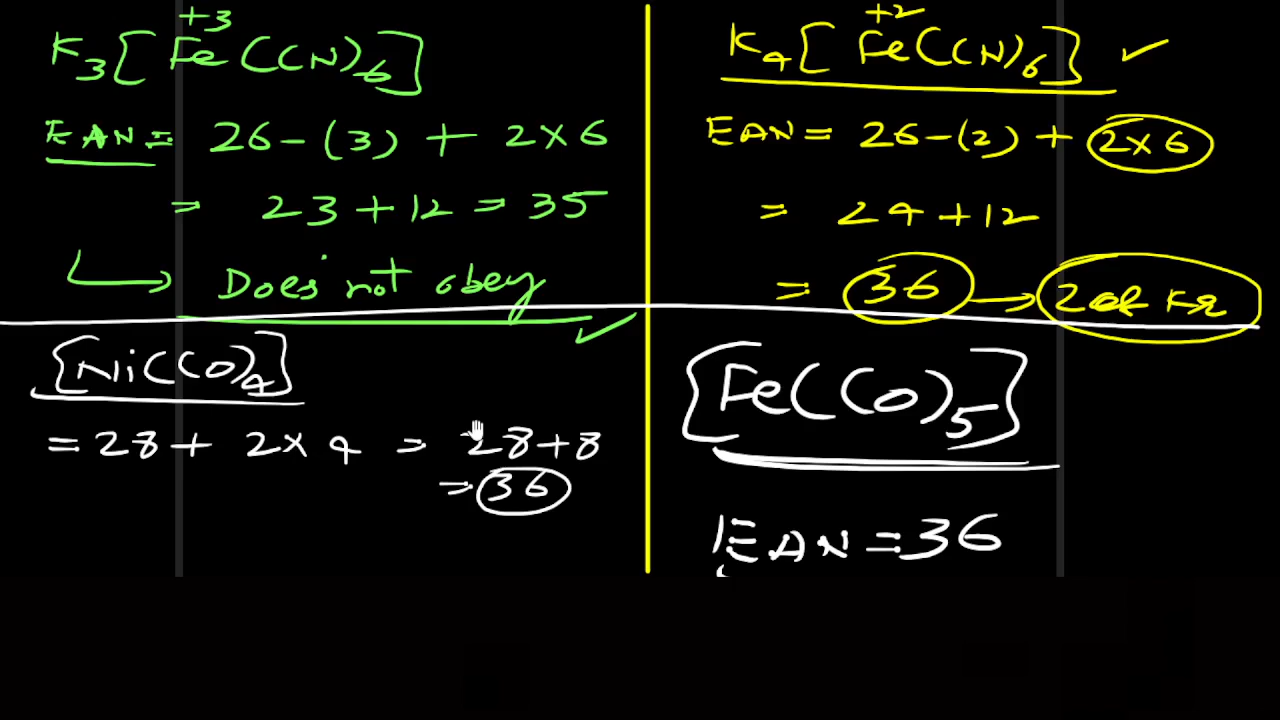 +3
K3[Fe(CN)6]
EAN = 26-(3) + 2×6
= 23+12 = 35
Does not obey
+2
K4[Fe(CN)6] ✓
EAN = 26-(2) + 2×6
= 24+12
= 36 → Z of Kr
[Ni(CO)4]
= 28 + 2×4 = 28+8
= 36
[Fe(CO)5]
EAN = 36